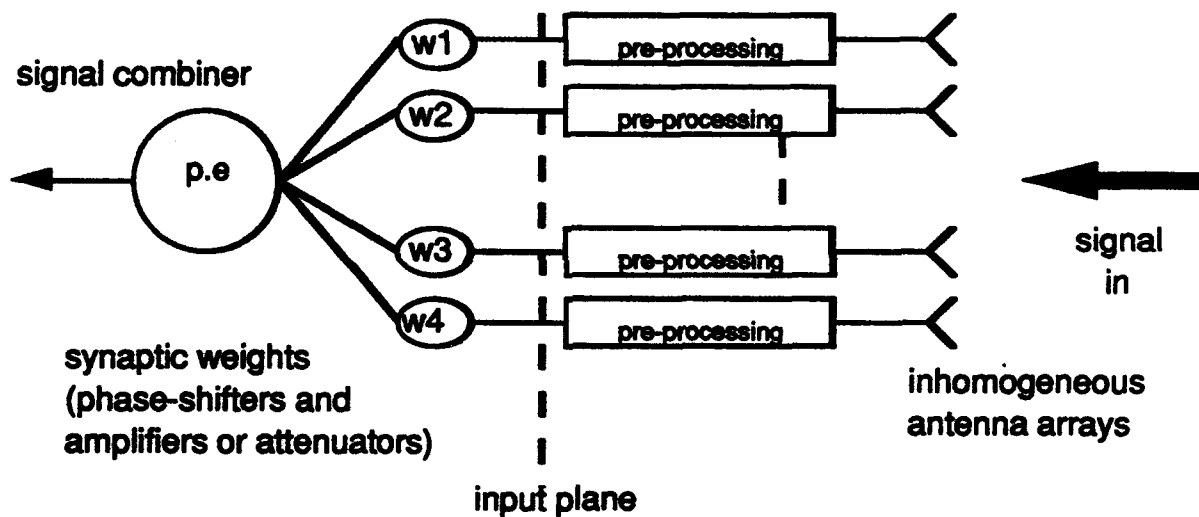 signal combiner
p.e
w1
w2
w3
w4
pre-processing
pre-processing
pre-processing
pre-processing
signal
in
synaptic weights
(phase-shifters and
amplifiers or attenuators)
inhomogeneous
antenna arrays
input plane